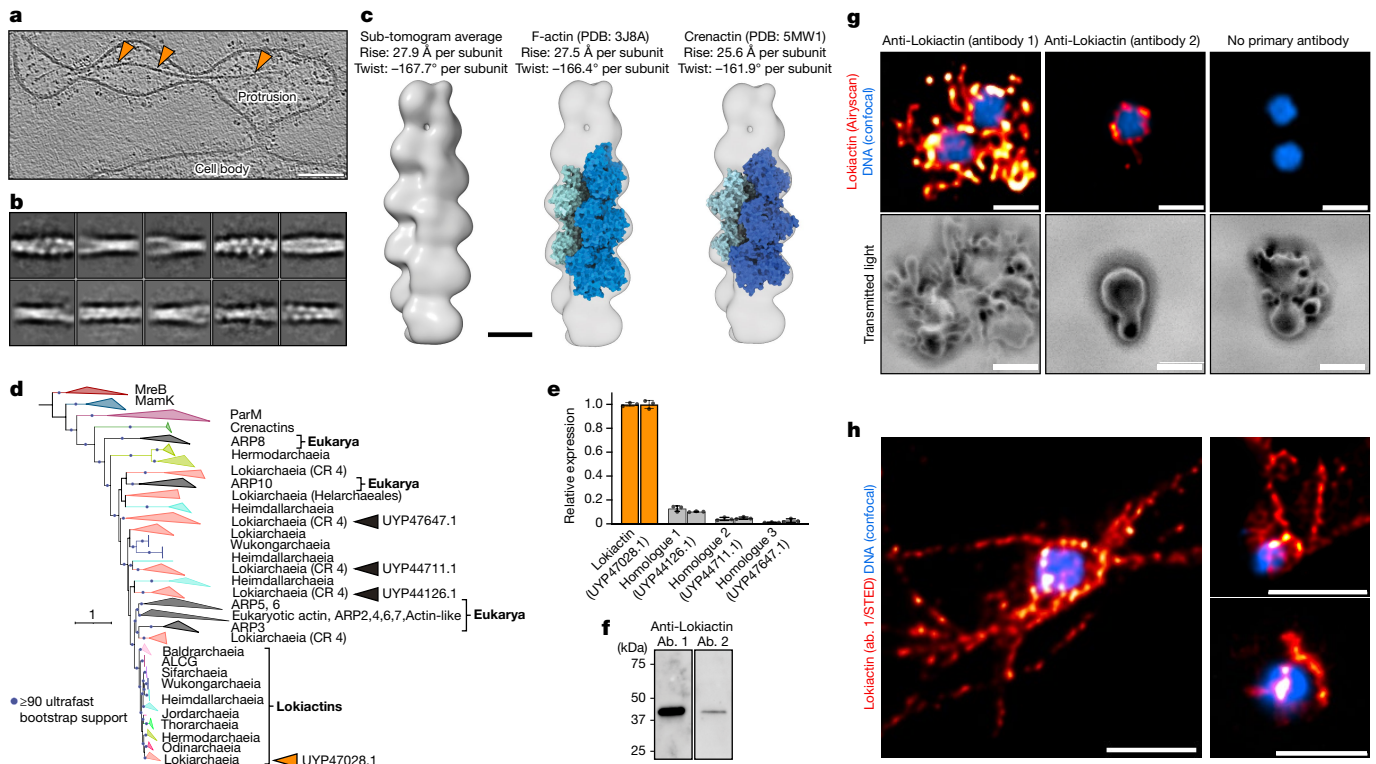 a
Protrusion
Cell body
b
c
Sub-tomogram average
Rise: 27.9 Å per subunit
Twist: –167.7° per subunit
F-actin (PDB: 3J8A)
Rise: 27.5 Å per subunit
Twist: –166.4° per subunit
Crenactin (PDB: 5MW1)
Rise: 25.6 Å per subunit
Twist: –161.9° per subunit
d
MreB
MamK
ParM
Crenactins
ARP8
Eukarya
Hermodarchaeia
Lokiarchaeia (CR 4)
ARP10
Eukarya
Lokiarchaeia (Helarchaeales)
Heimdallarchaeia
Lokiarchaeia (CR 4)
UYP47647.1
Lokiarchaeia
Wukongarchaeia
Heimdallarchaeia
Lokiarchaeia (CR 4)
UYP44711.1
Heimdallarchaeia
Lokiarchaeia (CR 4)
UYP44126.1
ARP5, 6
Eukaryotic actin, ARP2,4,6,7,Actin-like
Eukarya
ARP3
Lokiarchaeia (CR 4)
Baldrarchaeia
ALCG
Sifarchaeia
Wukongarchaeia
Heimdallarchaeia
Jordarchaeia
Thorarchaeia
Hermodarchaeia
Odinarchaeia
Lokiarchaeia
Lokiactins
UYP47028.1
1
≥90 ultrafast
bootstrap support
e
Relative expression
1.0
0.8
0.6
0.4
0.2
0
Lokiactin
(UYP47028.1)
Homologue 1
(UYP44126.1)
Homologue 2
(UYP44711.1)
Homologue 3
(UYP47647.1)
f
Anti-Lokiactin
(kDa)
Ab. 1
Ab. 2
75
50
37
25
g
Anti-Lokiactin (antibody 1)
Anti-Lokiactin (antibody 2)
No primary antibody
Lokiactin (Airyscan)
DNA (confocal)
Transmitted light
h
Lokiactin (ab. 1/STED) DNA (confocal)